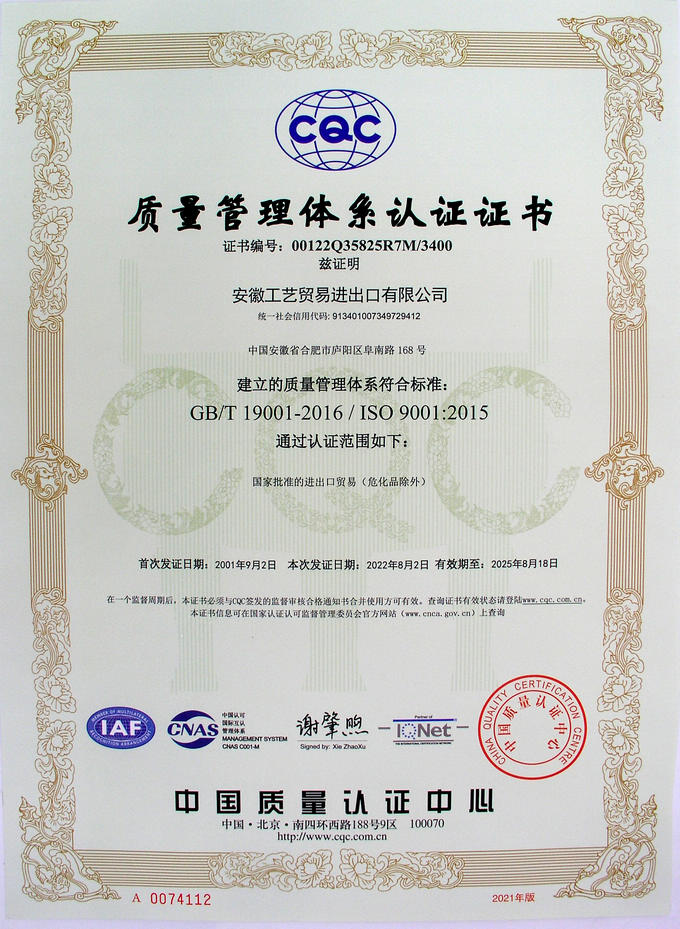 CQC
质量管理体系认证证书
证书编号：00122Q35825R7M/3400
兹证明
安徽工艺贸易进出口有限公司
统一社会信用代码: 913401007349729412
中国安徽省合肥市庐阳区阜南路 168 号
建立的质量管理体系符合标准：
GB/T 19001-2016 / ISO 9001:2015
通过认证范围如下：
国家批准的进出口贸易（危化品除外）
首次发证日期：2001年9月2日 本次发证日期：2022年8月2日 有效期至：2025年8月18日
在一个监督周期后，本证书必须与CQC签发的监督审核合格通知书合并使用方可有效。查询证书有效状态请登陆www.cqc.com.cn。
本证书信息可在国家认证认可监督管理委员会官方网站（www.cnca.gov.cn）上查询
MEMBER OF MULTILATERAL
IAF
RECOGNITION ARRANGEMENT
CNAS
中国认可
国际互认
管理体系
MANAGEMENT SYSTEM
CNAS C001-M
谢肇煦
Signed by: Xie ZhaoXu
Partner of
IQNet
THE INTERNATIONAL CERTIFICATION NETWORK
CHINA QUALITY CERTIFICATION CENTRE
中国质量认证中心
中国质量认证中心
中国·北京·南四环西路188号9区 100070
http://www.cqc.com.cn
A 0074112
2021年版